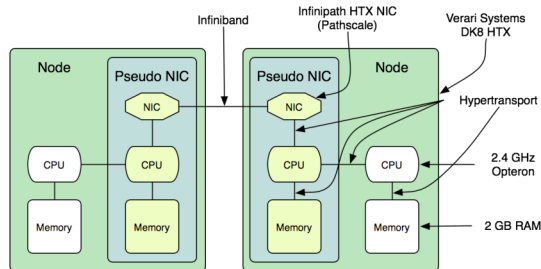 Infiniband
Infinipath HTX NIC
(Pathscale)
Verari Systems
DK8 HTX
Node
Pseudo NIC
Pseudo NIC
Node
NIC
NIC
Hypertransport
CPU
CPU
CPU
CPU
2.4 GHz
Opteron
Memory
Memory
Memory
Memory
2 GB RAM